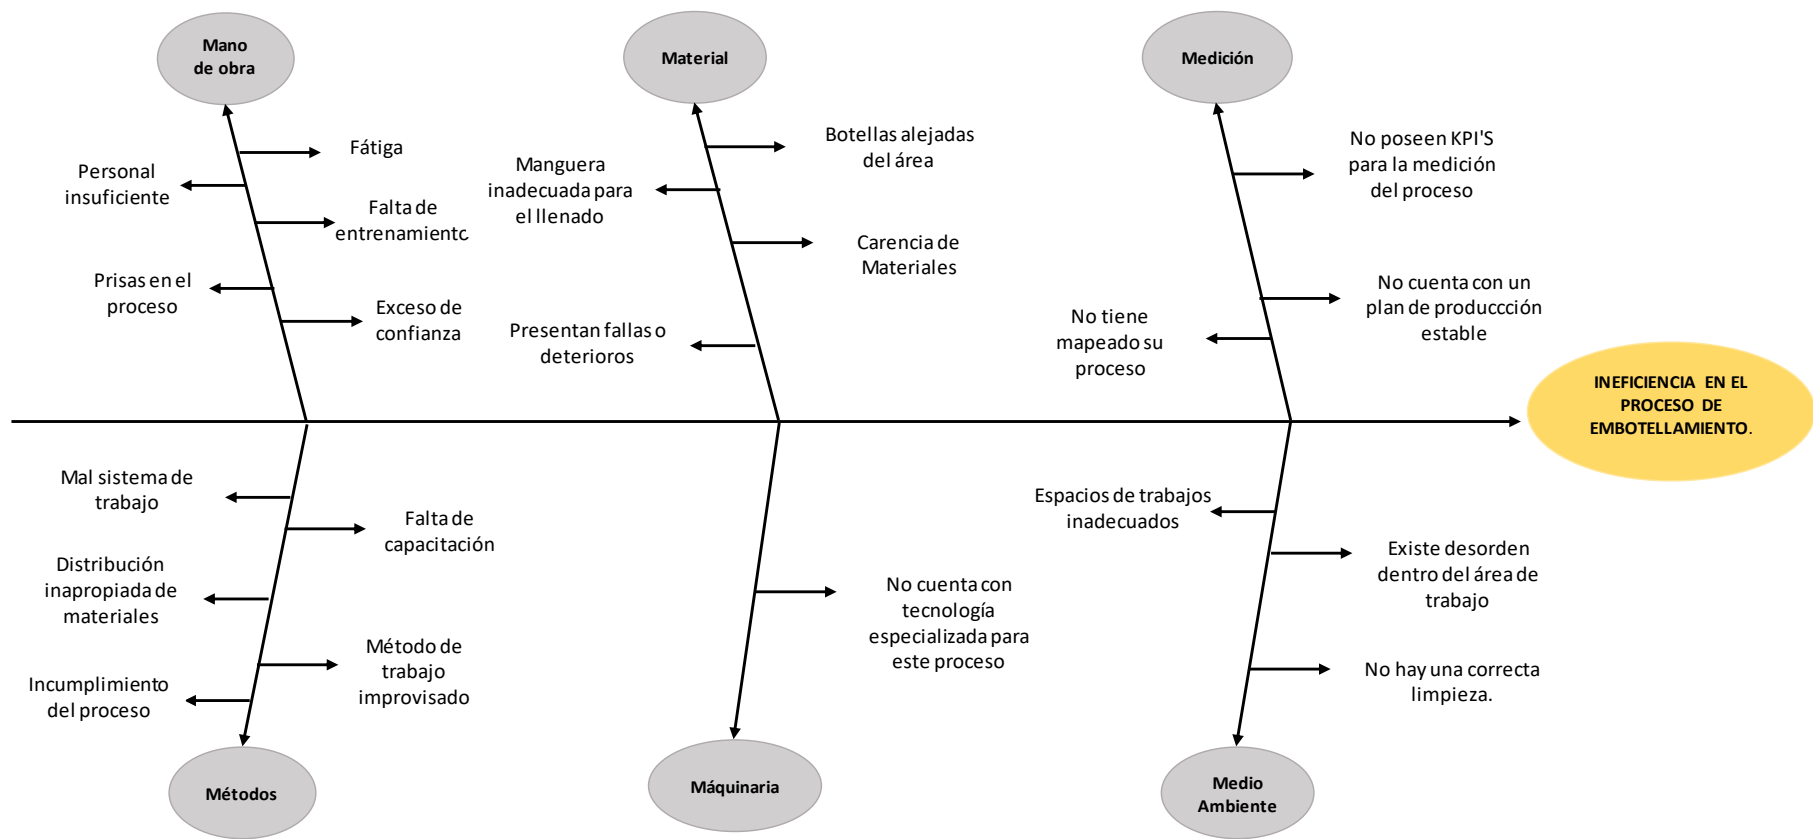 Mano
de obra
Material
Medición
Fátiga
Personal
insuficiente
Falta de
entrenamiento
Prisas en el
proceso
Exceso de
confianza
Botellas alejadas
del área
Manguera
inadecuada para
el llenado
Carencia de
Materiales
Presentan fallas o
deterioros
No poseen KPI'S
para la medición
del proceso
No cuenta con un
plan de produccción
estable
No tiene
mapeado su
proceso
INEFICIENCIA EN EL
PROCESO DE
EMBOTELLAMIENTO.
Mal sistema de
trabajo
Falta de
capacitación
Distribución
inapropiada de
materiales
Método de
trabajo
improvisado
Incumplimiento
del proceso
No cuenta con
tecnología
especializada para
este proceso
Espacios de trabajos
inadecuados
Existe desorden
dentro del área de
trabajo
No hay una correcta
limpieza.
Métodos
Máquinaria
Medio
Ambiente